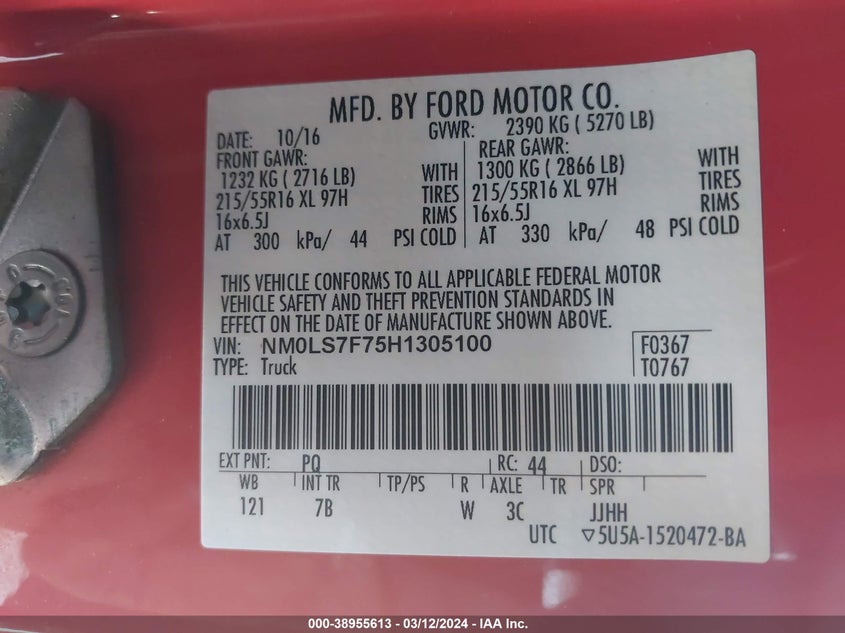 MFD. BY FORD MOTOR CO.
DATE: 10/16 GVWR: 2390 KG ( 5270 LB)
FRONT GAWR: REAR GAWR:
1232 KG ( 2716 LB) WITH 1300 KG ( 2866 LB) WITH
215/55R16 XL 97H TIRES 215/55R16 XL 97H TIRES
16x6.5J RIMS 16x6.5J RIMS
AT 300 kPa/ 44 PSI COLD AT 330 kPa/ 48 PSI COLD
THIS VEHICLE CONFORMS TO ALL APPLICABLE FEDERAL MOTOR
VEHICLE SAFETY AND THEFT PREVENTION STANDARDS IN
EFFECT ON THE DATE OF MANUFACTURE SHOWN ABOVE.
VIN: NM0LS7F75H1305100 F0367
TYPE: Truck T0767
EXT PNT: PQ RC: 44 DSO:
WB INT TR TP/PS R AXLE TR SPR
121 7B W 3C JJHH
UTC ▽5U5A-1520472-BA
000-38955613 - 03/12/2024 - IAA Inc.